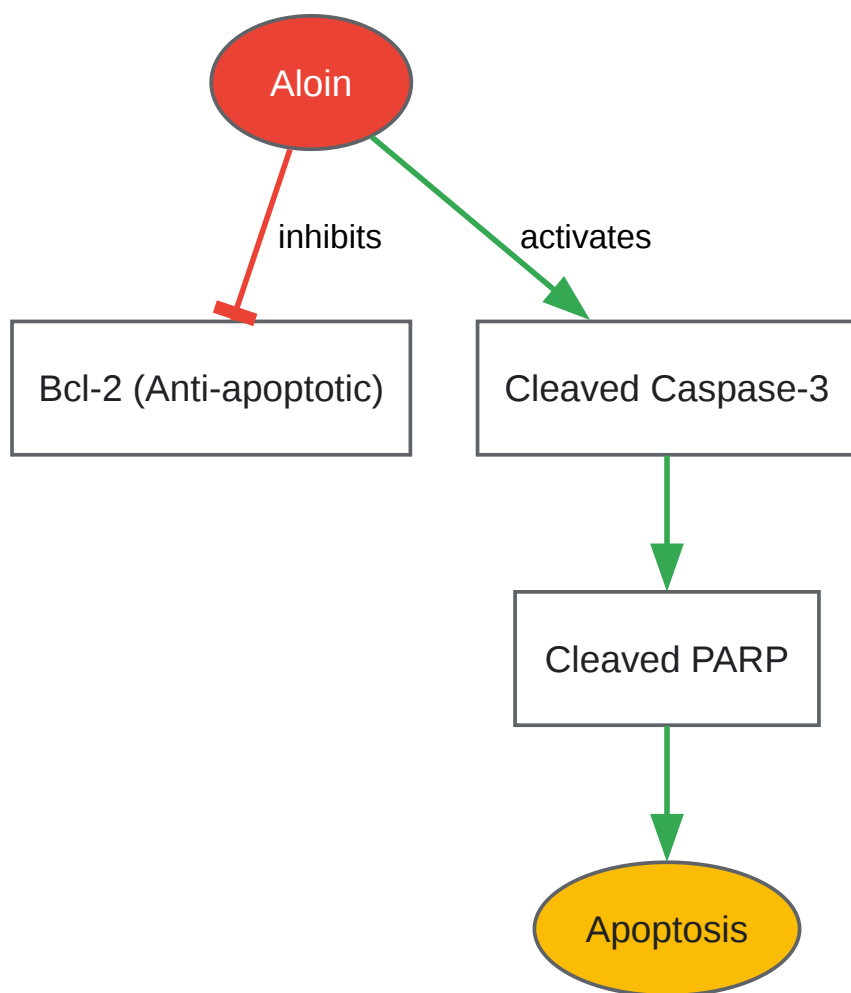 Aloin
inhibits
activates
Bcl-2 (Anti-apoptotic)
Cleaved Caspase-3
Cleaved PARP
Apoptosis